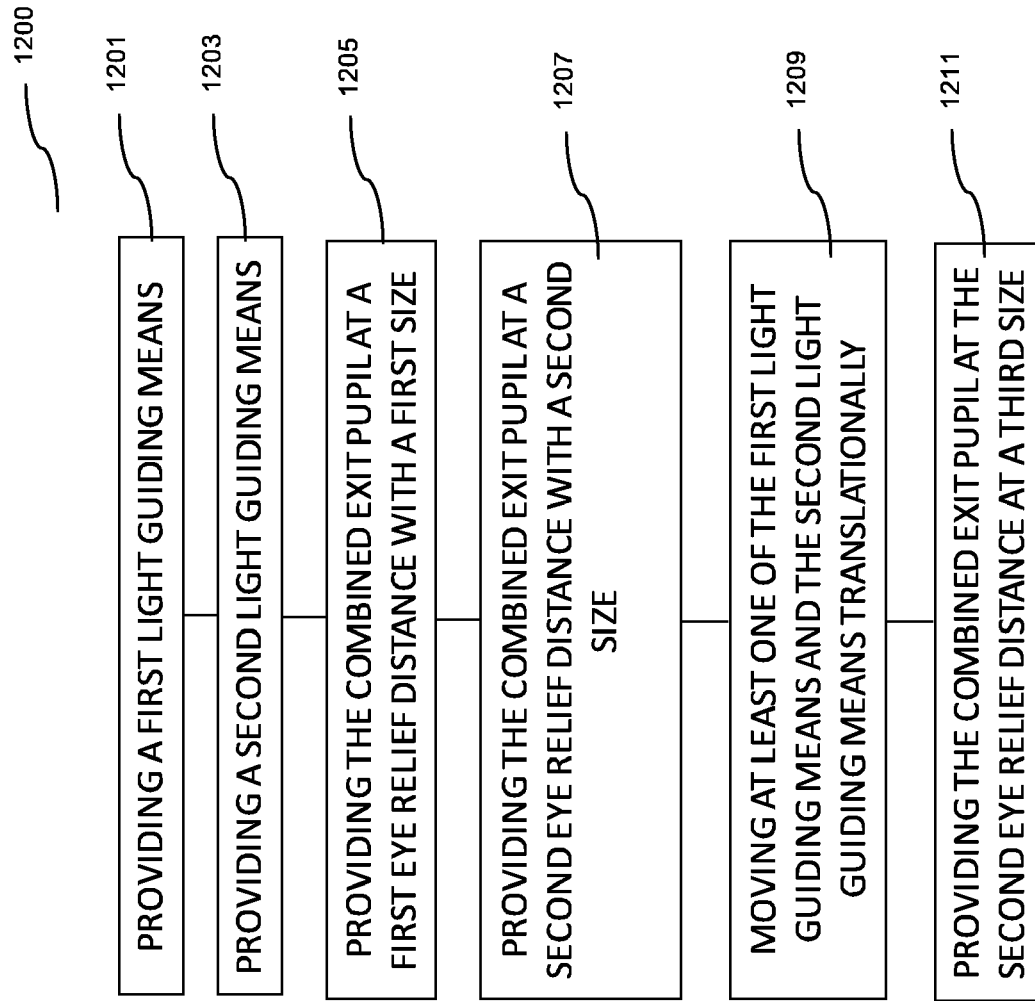 1200
PROVIDING A FIRST LIGHT GUIDING MEANS
1201
PROVIDING A SECOND LIGHT GUIDING MEANS
1203
PROVIDING THE COMBINED EXIT PUPIL AT A
FIRST EYE RELIEF DISTANCE WITH A FIRST SIZE
1205
PROVIDING THE COMBINED EXIT PUPIL AT A
SECOND EYE RELIEF DISTANCE WITH A SECOND
SIZE
1207
MOVING AT LEAST ONE OF THE FIRST LIGHT
GUIDING MEANS AND THE SECOND LIGHT
GUIDING MEANS TRANSLATIONALLY
1209
PROVIDING THE COMBINED EXIT PUPIL AT THE
SECOND EYE RELIEF DISTANCE AT A THIRD SIZE
1211